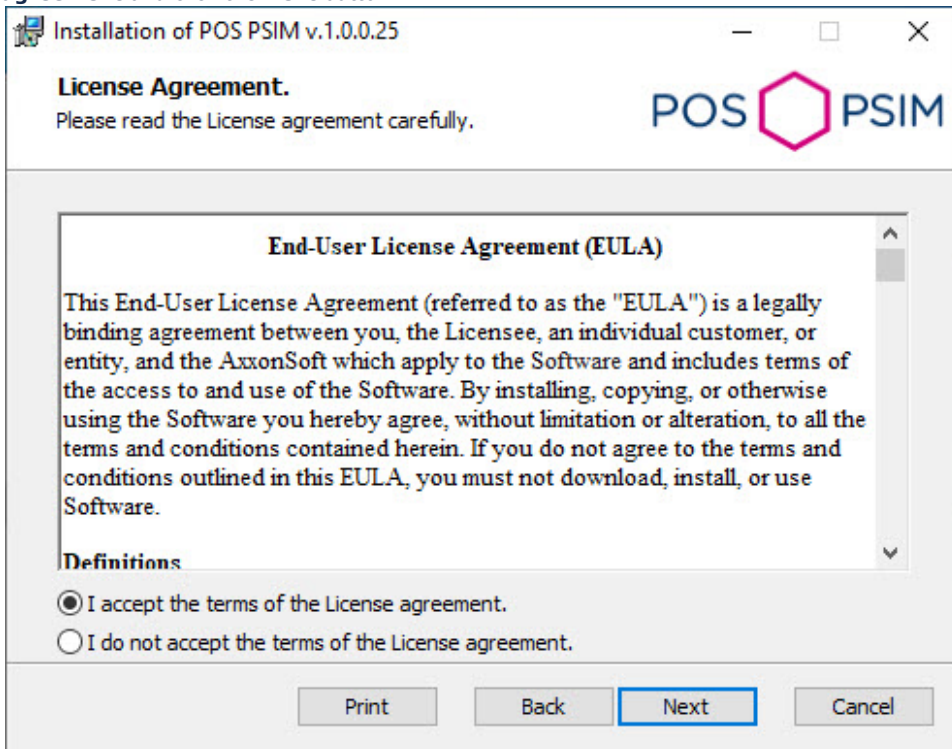 Installation of POS PSIM v.1.0.0.25
License Agreement.
Please read the License agreement carefully.
POS PSIM
End-User License Agreement (EULA)
This End-User License Agreement (referred to as the "EULA") is a legally
binding agreement between you, the Licensee, an individual customer, or
entity, and the AxxonSoft which apply to the Software and includes terms of
the access to and use of the Software. By installing, copying, or otherwise
using the Software you hereby agree, without limitation or alteration, to all the
terms and conditions contained herein. If you do not agree to the terms and
conditions outlined in this EULA, you must not download, install, or use
Software.
Definitions
I accept the terms of the License agreement.
I do not accept the terms of the License agreement.
Print Back Next Cancel